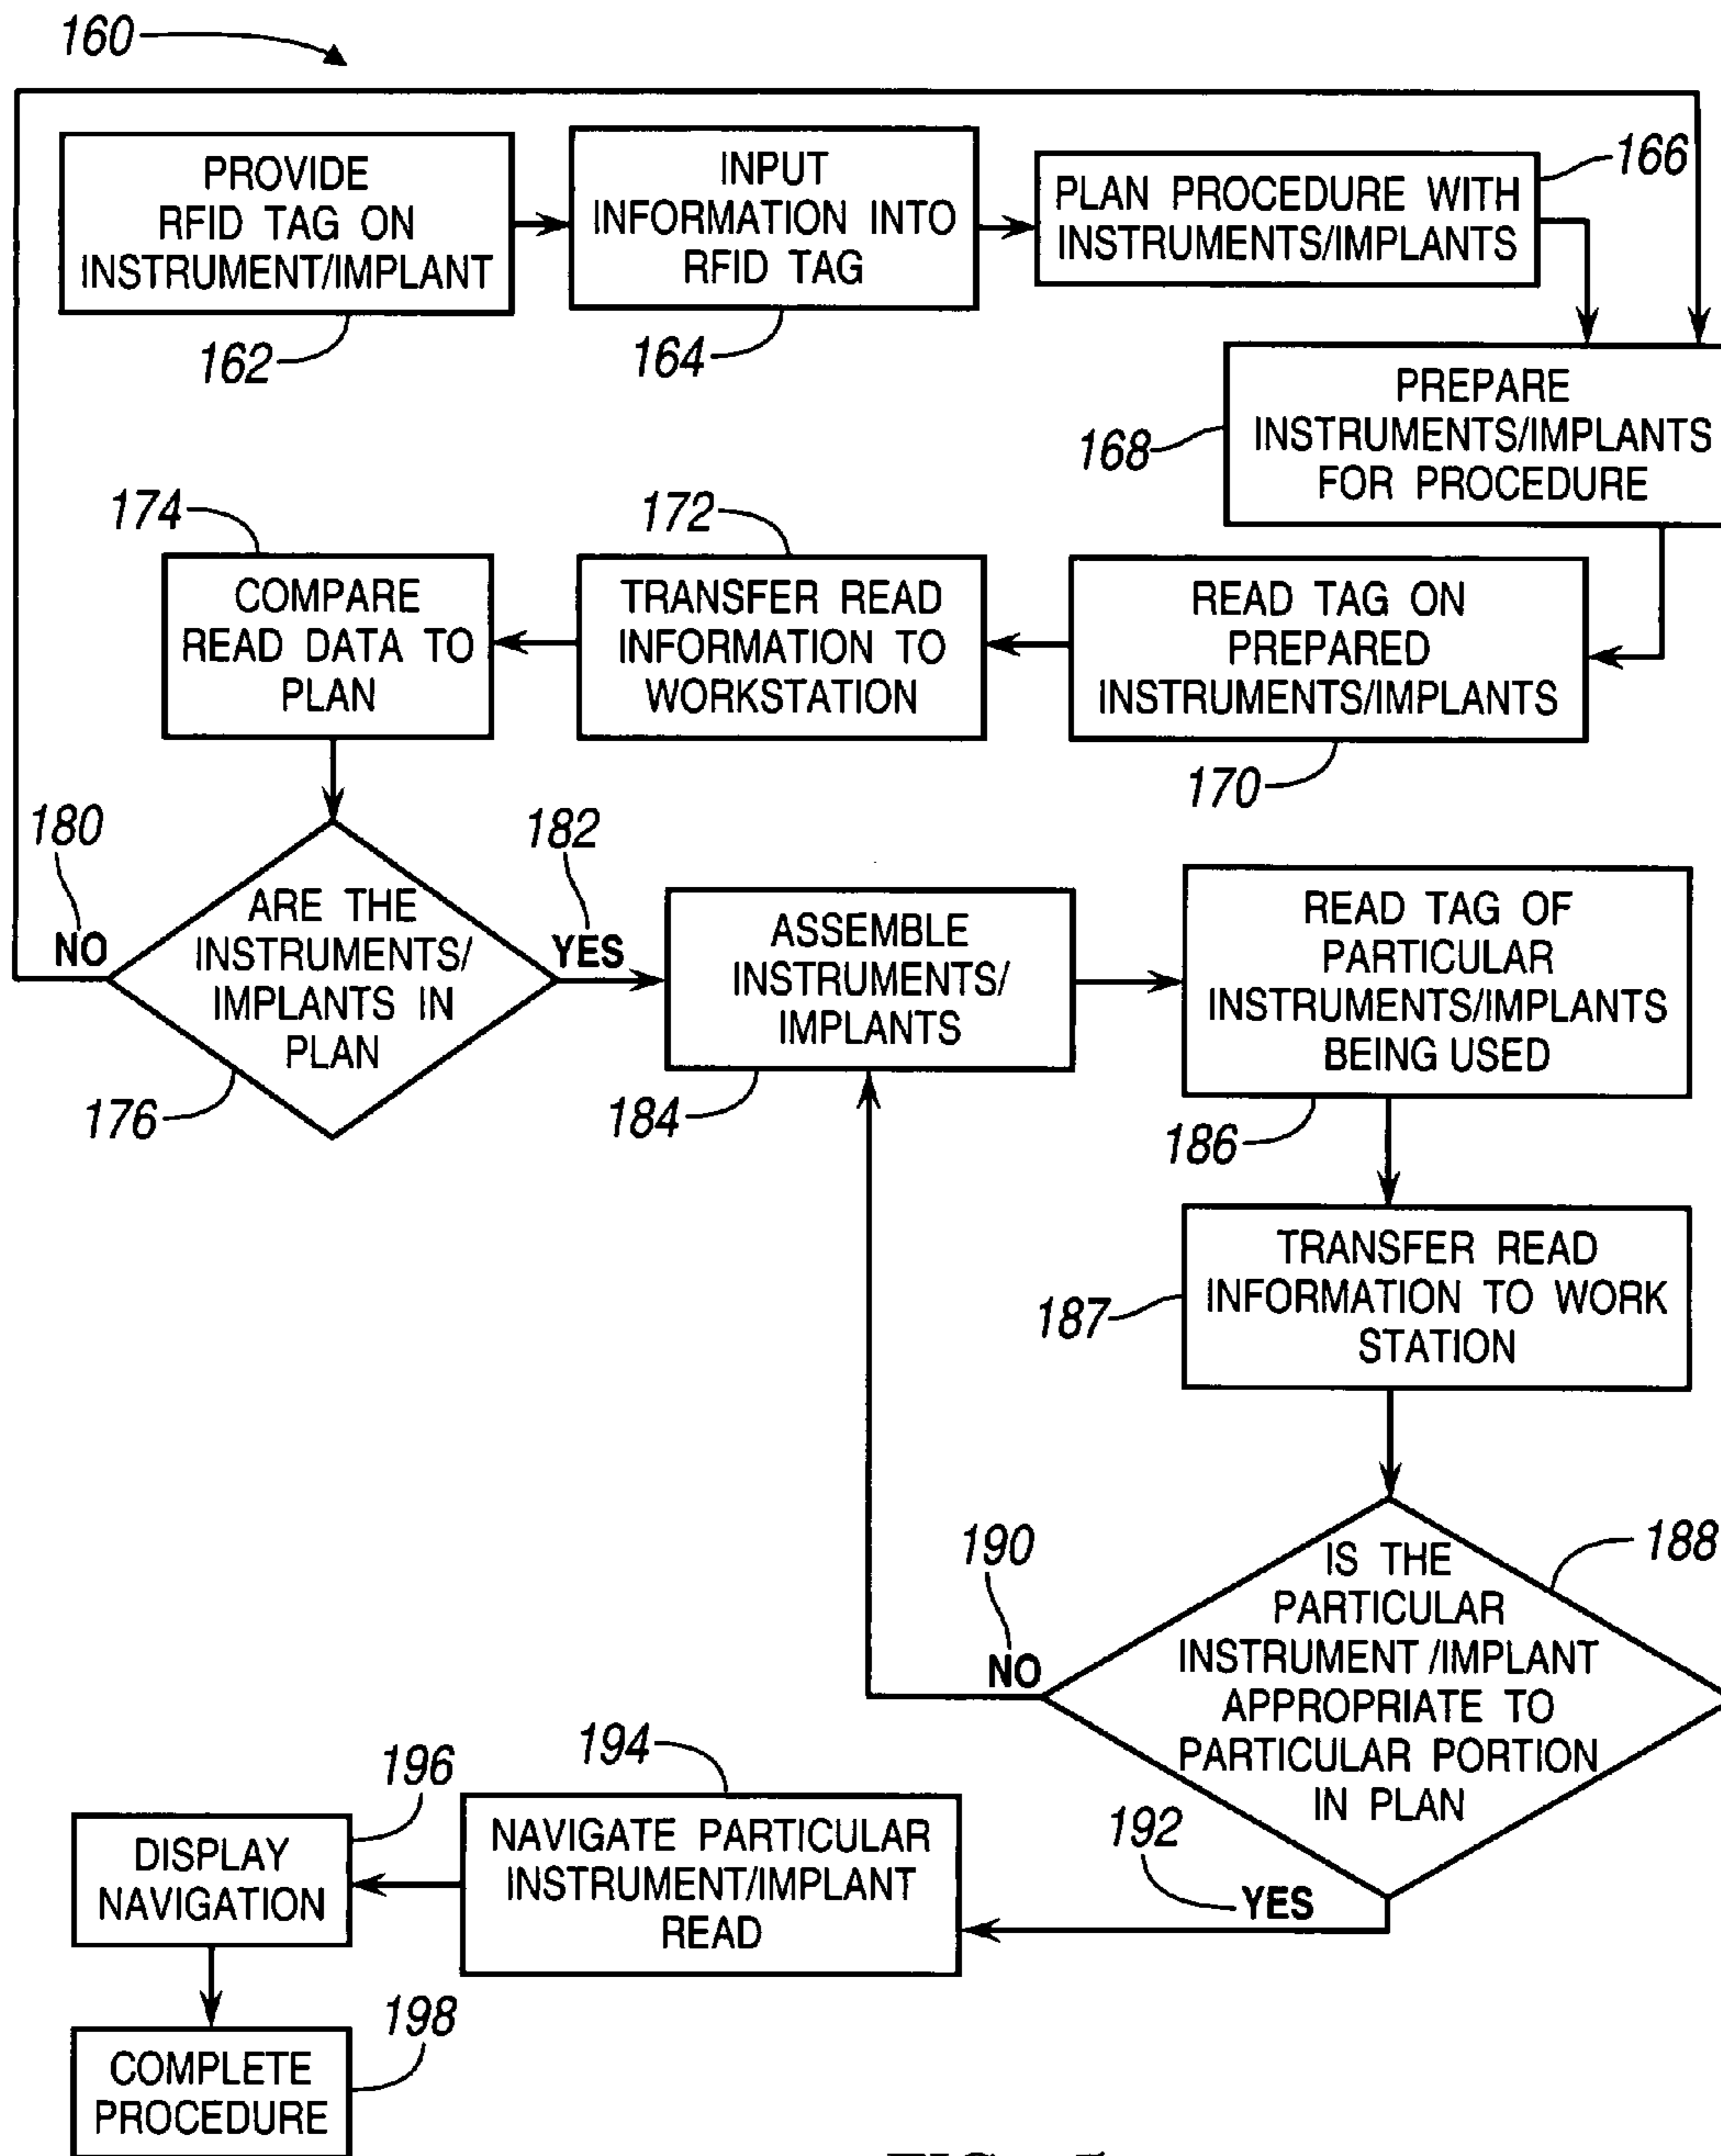 160
PROVIDE
RFID TAG ON
INSTRUMENT/IMPLANT
162
INPUT
INFORMATION INTO
RFID TAG
164
PLAN PROCEDURE WITH
INSTRUMENTS/IMPLANTS
166
PREPARE
INSTRUMENTS/IMPLANTS
FOR PROCEDURE
168
READ TAG ON
PREPARED
INSTRUMENTS/IMPLANTS
170
TRANSFER READ
INFORMATION TO
WORKSTATION
172
COMPARE
READ DATA TO
PLAN
174
ARE THE
INSTRUMENTS/
IMPLANTS IN
PLAN
176
180
NO
182
YES
ASSEMBLE
INSTRUMENTS/
IMPLANTS
184
READ TAG OF
PARTICULAR
INSTRUMENTS/IMPLANTS
BEING USED
186
TRANSFER READ
INFORMATION TO WORK
STATION
187
IS THE
PARTICULAR
INSTRUMENT/IMPLANT
APPROPRIATE TO
PARTICULAR PORTION
IN PLAN
188
190
NO
192
YES
NAVIGATE PARTICULAR
INSTRUMENT/IMPLANT
READ
194
DISPLAY
NAVIGATION
196
COMPLETE
PROCEDURE
198